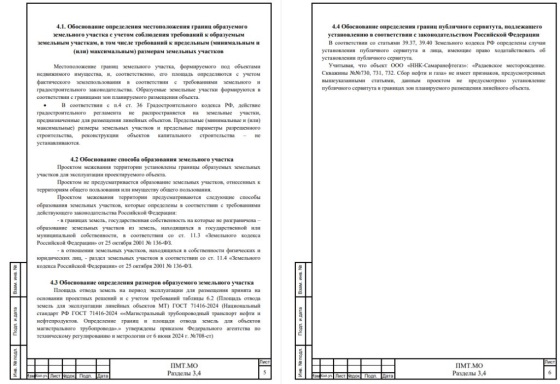 4.1. Обоснование определения местоположения границ образуемого
земельного участка с учетом соблюдения требований к образуемым
земельным участкам, в том числе требований к предельным (минимальным и
(или) максимальным) размерам земельных участков
Местоположение границ земельного участка, формируемого под объектами
недвижимого имущества, и, соответственно, его площадь определяются с учетом
фактического землепользования в соответствии с требованиями земельного и
градостроительного законодательства. Образуемые земельные участки формируются в
соответствии с границами зон планируемого размещения объекта.
• В соответствии с п.4 ст. 36 Градостроительного кодекса РФ, действие
градостроительного регламента не распространяется на земельные участки,
предназначенные для размещения линейных объектов. Предельные (минимальные и (или)
максимальные) размеры земельных участков и предельные параметры разрешенного
строительства, реконструкции объектов капитального строительства – не
устанавливаются.
4.2 Обоснование способа образования земельного участка
Проектом межевания территории установлены границы образуемых земельных
участков для эксплуатации проектируемого объекта.
Проектом не предусматривается образование земельных участков, отнесенных к
территориям общего пользования или имуществу общего пользования.
Проектом межевания территории предусматривается следующие способы
образования земельных участков, которые определены в соответствии с требованиями
действующего законодательства Российской Федерации:
- в границах земель, государственная собственность на которые не разграничена –
образование земельных участков из земель, находящихся в государственной или
муниципальной собственности, в соответствии со ст. 11.3 «Земельного кодекса
Российской Федерации» от 25 октября 2001 № 136-ФЗ.
- в отношении земельных участков, находящихся в собственности физических и
юридических лиц, - раздел земельных участков в соответствии со ст. 11.4 «Земельного
кодекса Российской Федерации» от 25 октября 2001 № 136-ФЗ.
4.3 Обоснование определения размеров образуемого земельного участка
Площадь отвода земель на период эксплуатации для размещения проекта на
основании проектных решений и с учетом требований таблицы 6.2 (Площадь отвода
земель для эксплуатации линейных объектов МТ) ГОСТ 71416-2024 (Национальный
стандарт РФ ГОСТ 71416-2024 ««Магистральный трубопроводный транспорт нефти и
нефтепродуктов. Определение границ и площади отвода земель для объектов
магистрального трубопровода».» утверждены приказом Федерального агентства по
техническому регулированию и метрологии от 6 июня 2024 г. №708-ст)
Взам. инв. №
Подп. и дата
Инв. № подл
Изм
Кол.уч
Лист
№док
Подп.
Дата
ПМТ.МО
Разделы 3,4
Лист
5
4.4 Обоснование определения границ публичного сервитута, подлежащего
установлению в соответствии с законодательством Российской Федерации
В соответствии со статьями 39.37, 39.40 Земельного кодекса РФ определены случаи
установления публичного сервитута и лица, имеющие право ходатайствовать об
установлении публичного сервитута.
Учитывая, что объект ООО «ННК-Самаранефтегаз»: «Радаевское месторождение.
Скважины №№730, 731, 732. Сбор нефти и газа» не имеет признаков, предусмотренных
вышеуказанными статьями, данным проектом не предусмотрено установление
публичного сервитута в границах зон планируемого размещения линейного объекта.
Взам. инв. №
Подп. и дата
Инв. № подл
Изм
Кол.уч
Лист
№док
Подп.
Дата
ПМТ.МО
Разделы 3,4
Лист
6